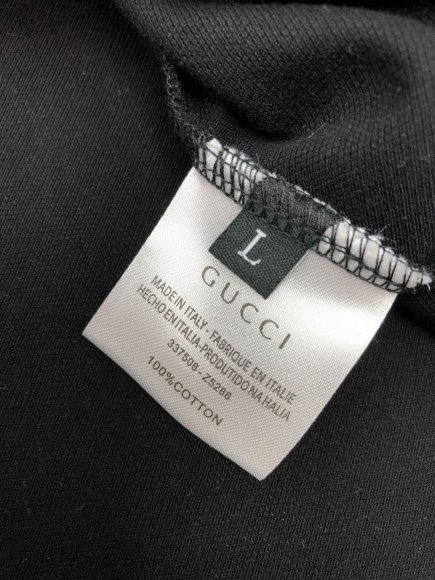 L
GUCCI
MADE IN ITALY - FABRIQUE EN ITALIE
HECHO EN ITALIA-PRODUTIDO NA HALIA
337508 - Z5286
100%COTTON